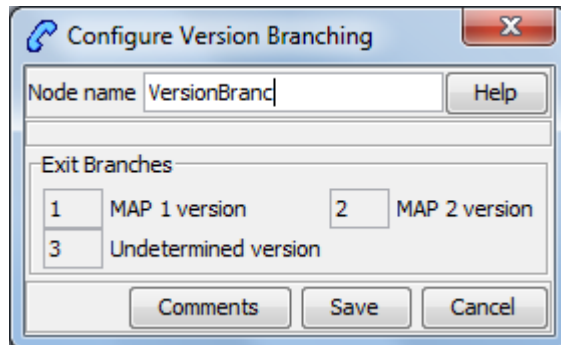 Configure Version Branching
Node name VersionBranc Help
Exit Branches
1 MAP 1 version 2 MAP 2 version
3 Undetermined version
Comments Save Cancel